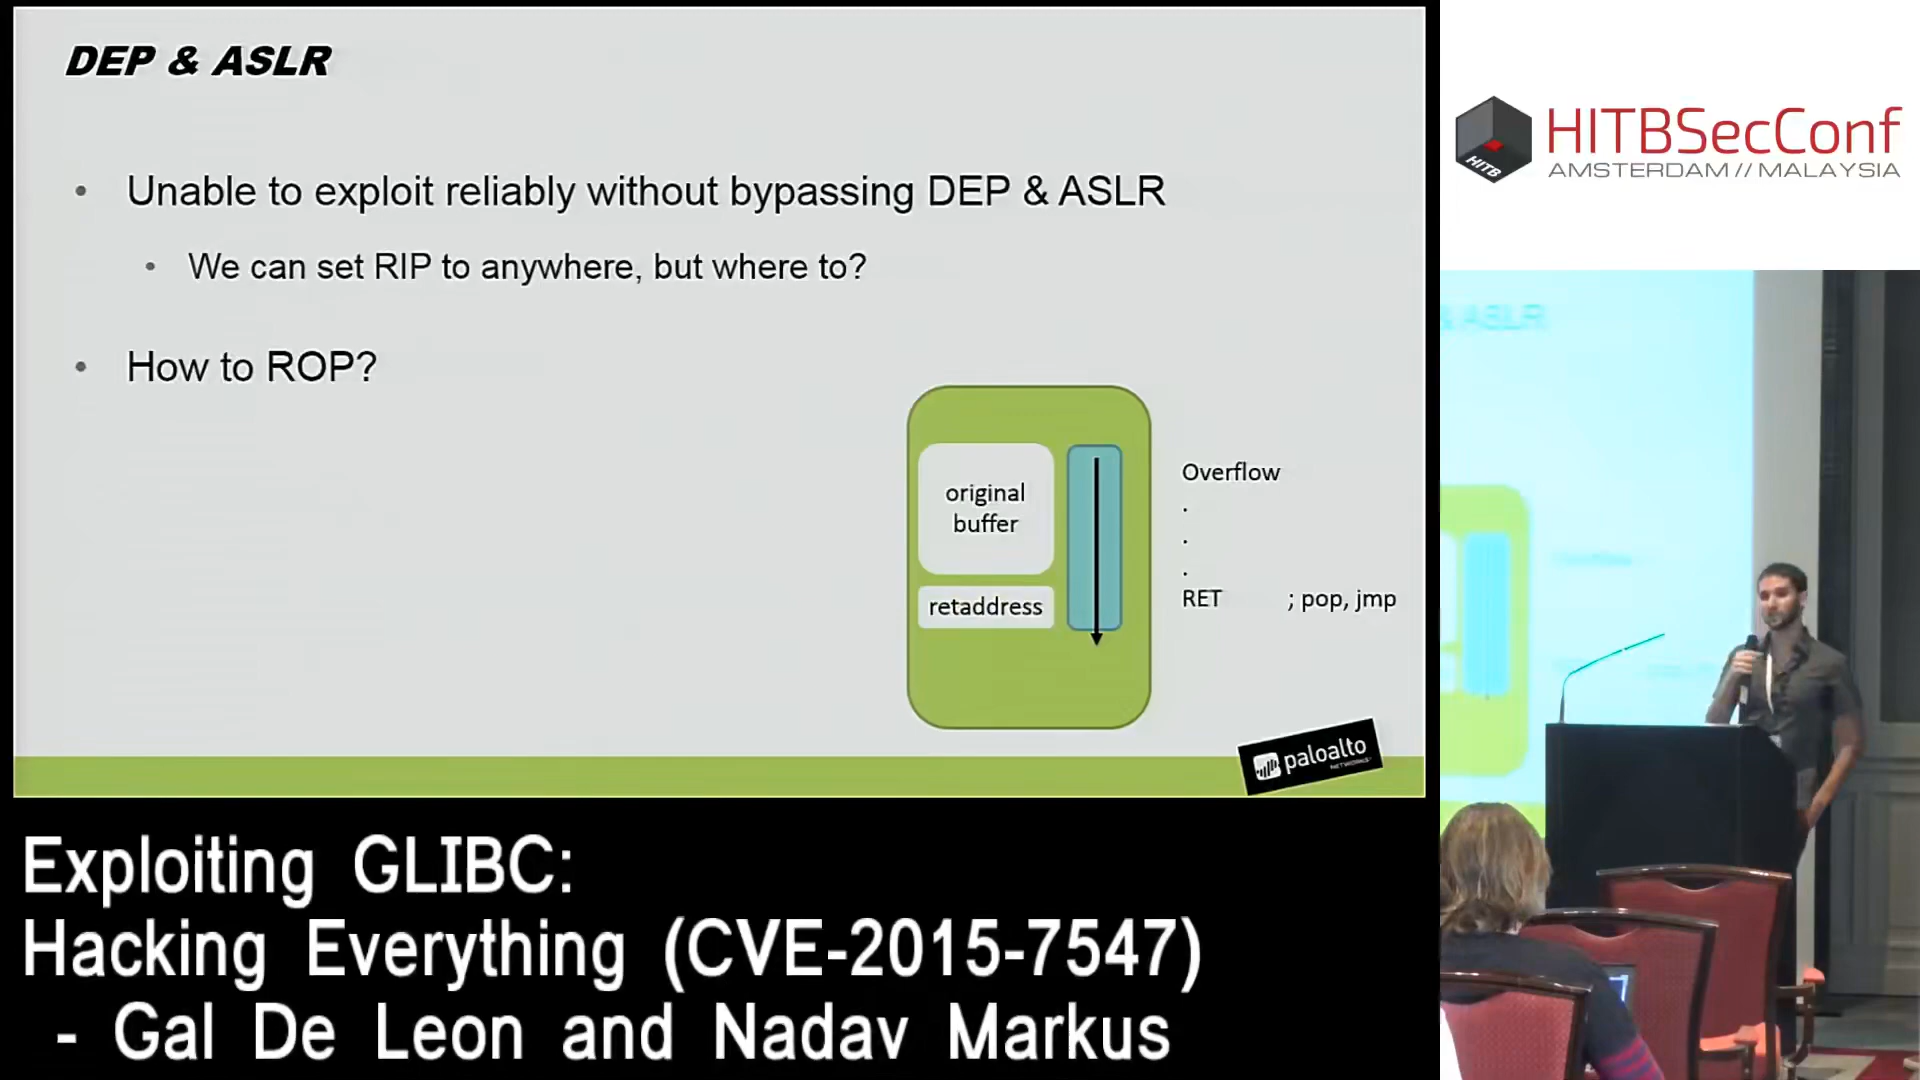 DEP & ASLR
• Unable to exploit reliably without bypassing DEP & ASLR
• We can set RIP to anywhere, but where to?
• How to ROP?
original
buffer
retaddress
Overflow
.
.
.
RET ; pop, jmp
paloalto
NETWORKS
HITB
HITBSecConf
AMSTERDAM // MALAYSIA
& ASLR
Exploiting GLIBC:
Hacking Everything (CVE-2015-7547)
- Gal De Leon and Nadav Markus